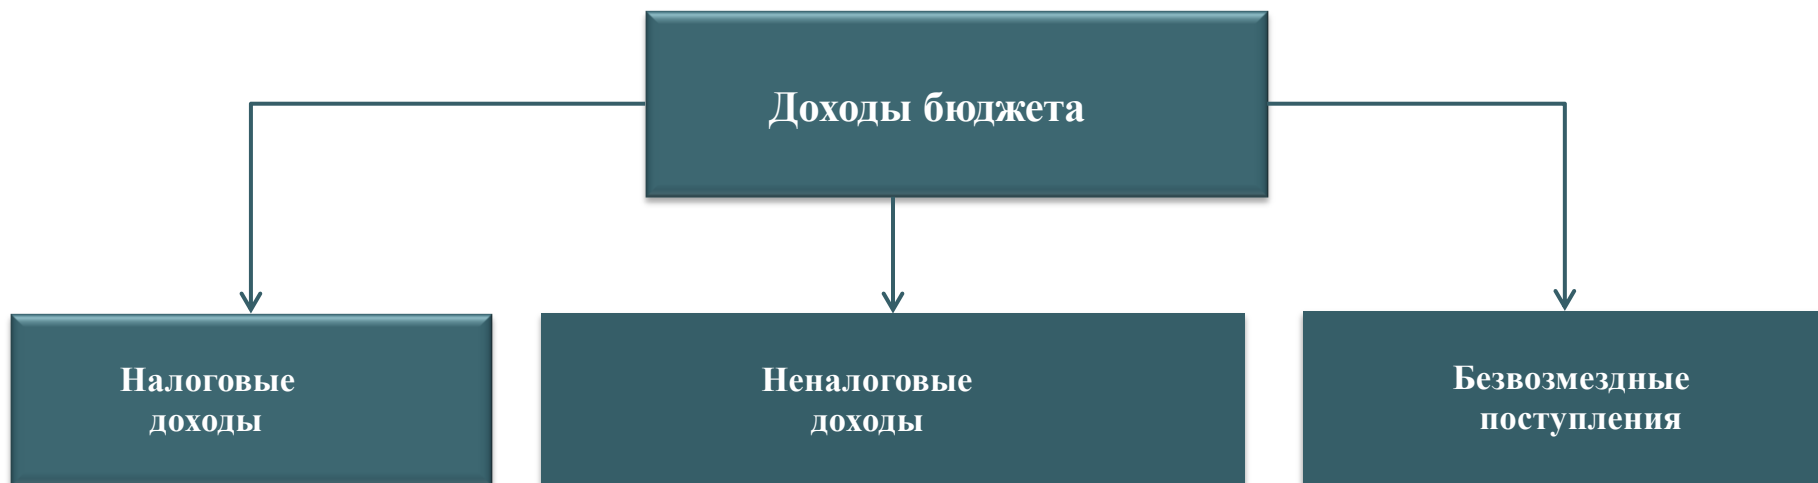 Доходы бюджета
Налоговые
доходы
Неналоговые
доходы
Безвозмездные
поступления